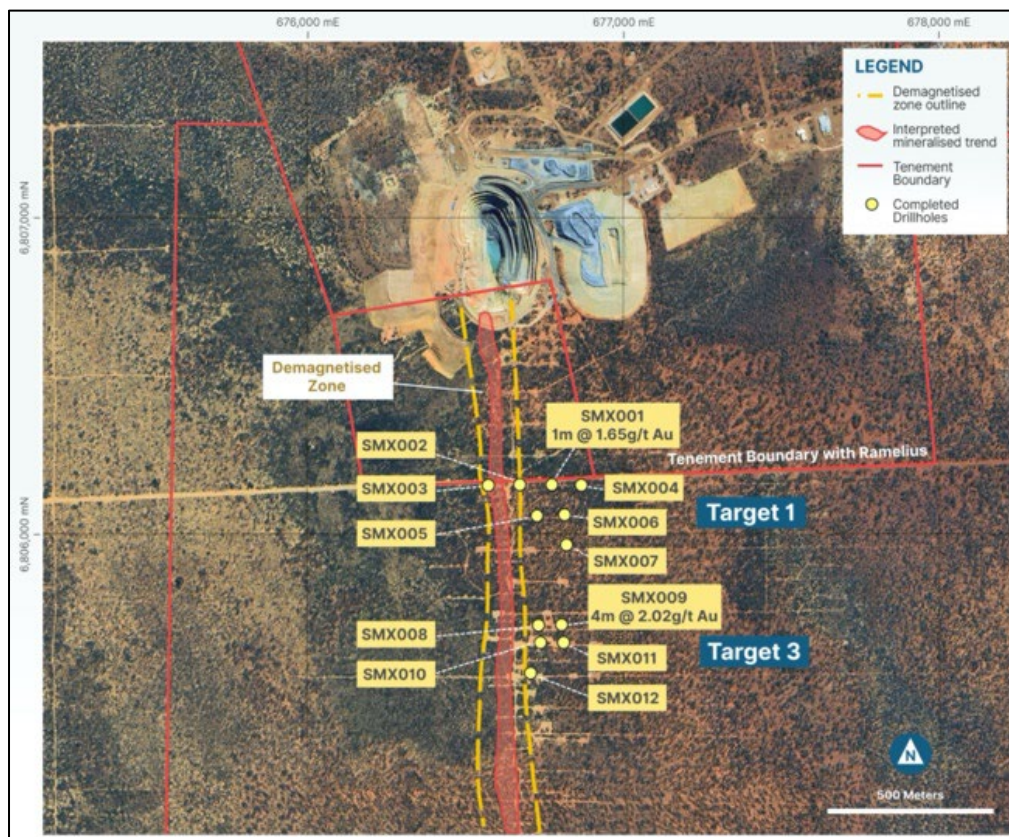 676,000 mE
677,000 mE
678,000 mE
6,807,000 mN
6,806,000 mN
LEGEND
Demagnetised
zone outline
Interpreted
mineralised trend
Tenement
Boundary
Completed
Drillholes
Demagnetised
Zone
SMX001
1m @ 1.65g/t Au
SMX002
Tenement Boundary with Ramelius
SMX003
SMX004
Target 1
SMX005
SMX006
SMX007
SMX009
4m @ 2.02g/t Au
SMX008
Target 3
SMX010
SMX011
SMX012
N
500 Meters